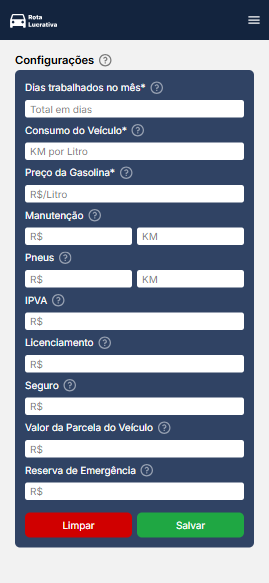 Rota
Lucrativa
Configurações ?
Dias trabalhados no mês* ?
Total em dias
Consumo do Veículo* ?
KM por Litro
Preço da Gasolina* ?
R$/Litro
Manutenção ?
R$ KM
Pneus ?
R$ KM
IPVA ?
R$
Licenciamento ?
R$
Seguro ?
R$
Valor da Parcela do Veículo ?
R$
Reserva de Emergência ?
R$
Limpar Salvar